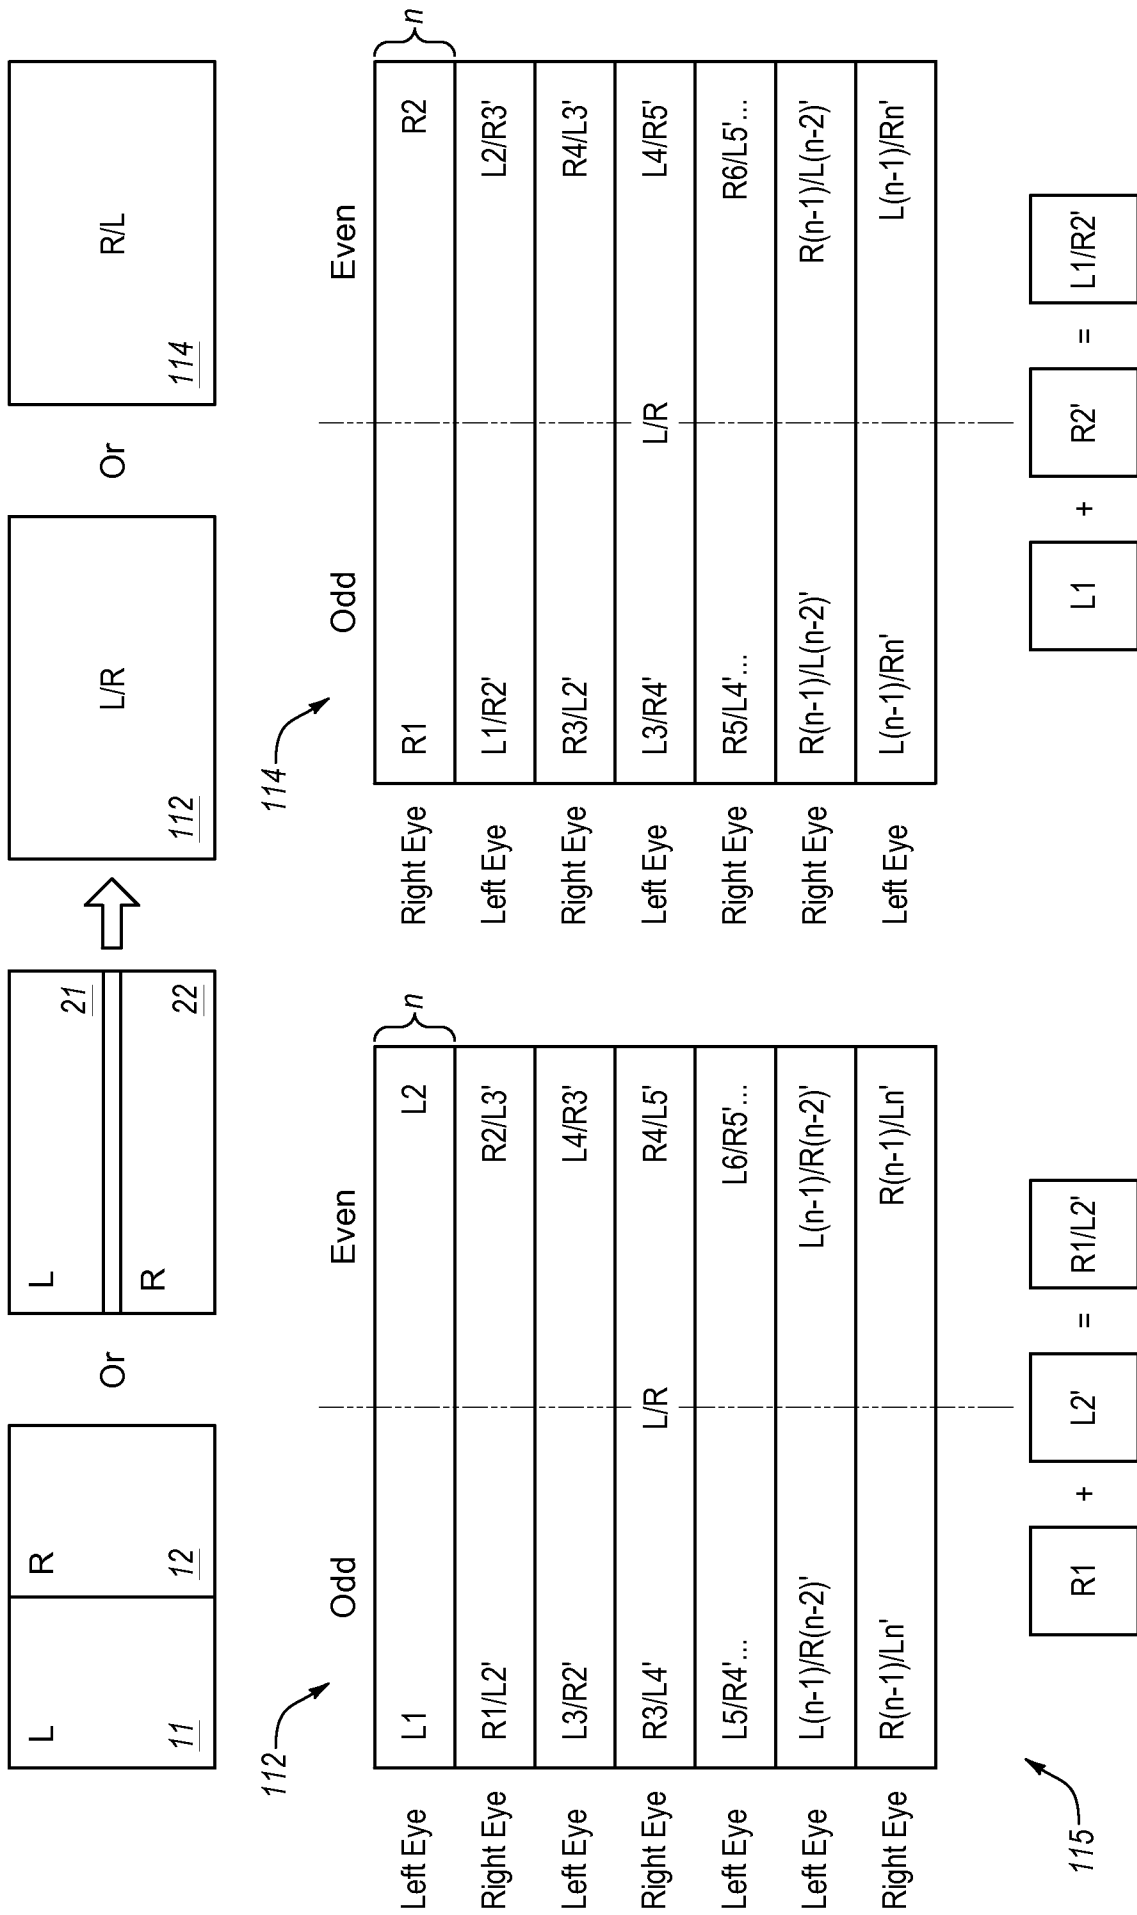 L R Or L Or R/L
11 12 21 L/R 114
R 22 112
112 114
Odd Even Odd Even
n n
Left Eye L1 L2 Right Eye R1 R2
Right Eye R1/L2' R2/L3' Left Eye L1/R2' L2/R3'
Left Eye L3/R2' L4/R3' Right Eye R3/L2' R4/L3'
Right Eye R3/L4' L/R R4/L5' Left Eye L3/R4' L/R L4/R5'
Left Eye L5/R4'... L6/R5'... Right Eye R5/L4'... R6/L5'...
Left Eye L(n-1)/R(n-2)' L(n-1)/R(n-2)' Right Eye R(n-1)/L(n-2)' R(n-1)/L(n-2)'
Right Eye R(n-1)/Ln' R(n-1)/Ln' Left Eye L(n-1)/Rn' L(n-1)/Rn'
115 R1 + L2' = R1/L2' L1 + R2' = L1/R2'